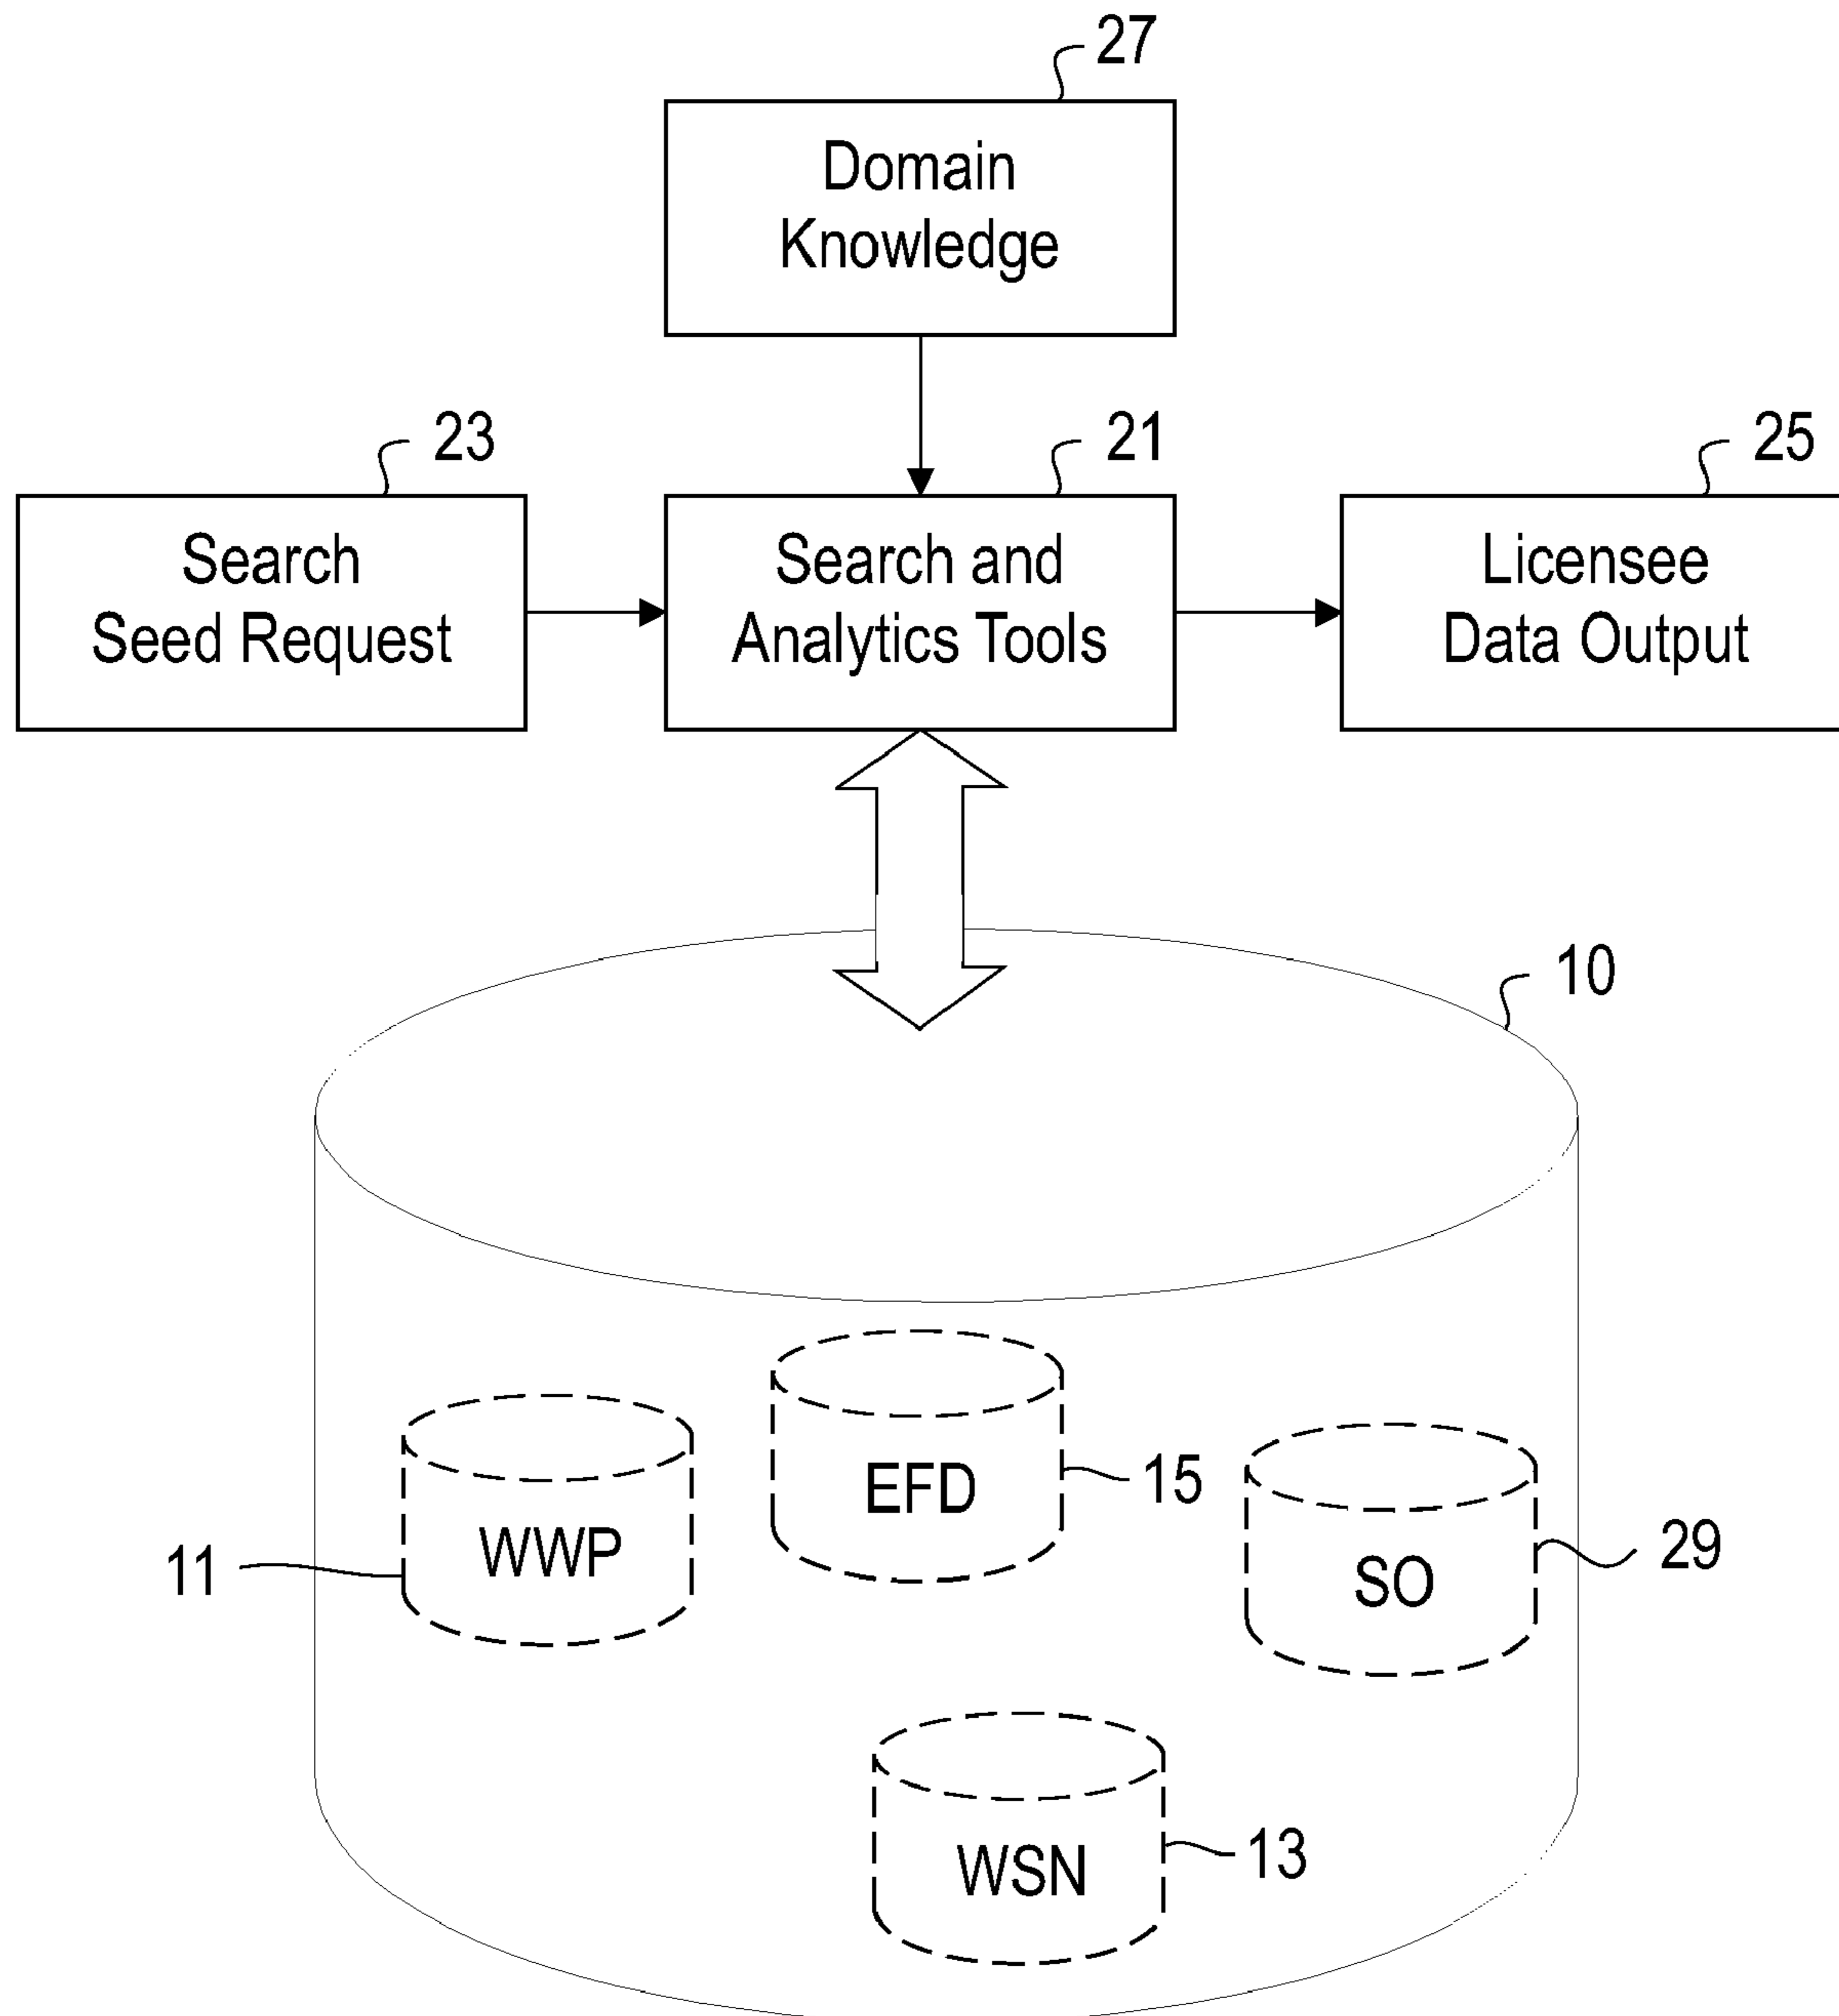 27
Domain
Knowledge
23
21
25
Search
Seed Request
Search and
Analytics Tools
Licensee
Data Output
10
EFD
15
WWP
11
SO
29
WSN
13